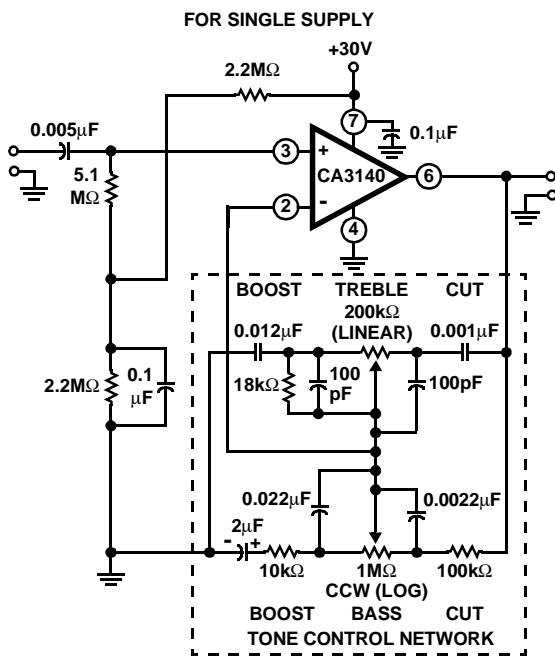 FOR SINGLE SUPPLY
+30V
2.2MΩ
0.005μF
7
0.1μF
3
+
CA3140
6
5.1
MΩ
2
-
4
BOOST TREBLE CUT
200kΩ
(LINEAR)
0.012μF
0.001μF
2.2MΩ
0.1
μF
18kΩ
100
pF
100pF
0.022μF
0.0022μF
- 2μF +
10kΩ
1MΩ
100kΩ
CCW (LOG)
BOOST BASS CUT
TONE CONTROL NETWORK